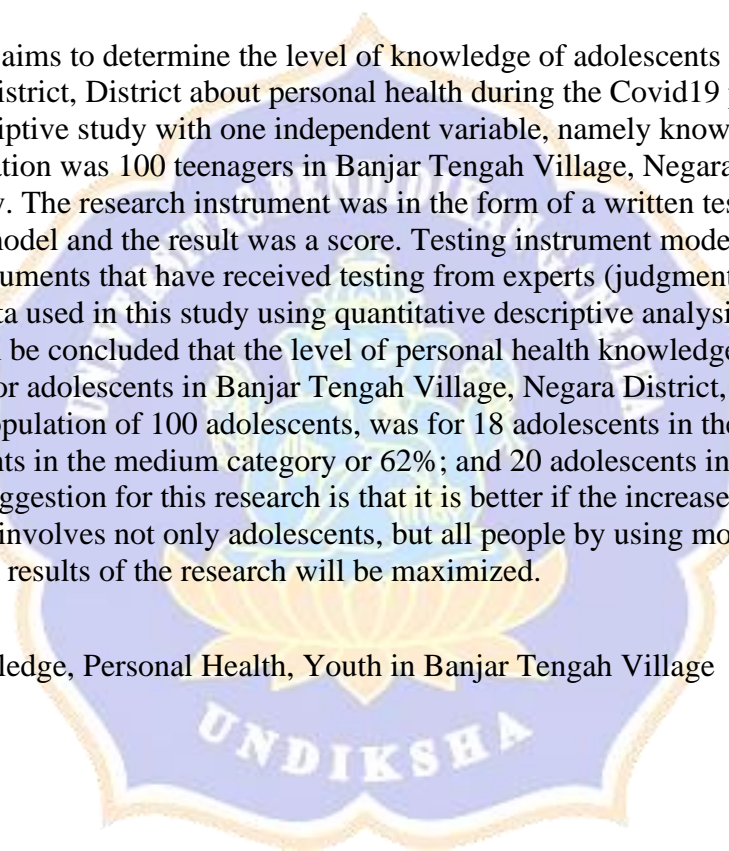 aims to determine the level of knowledge of adolescents
istrict, District about personal health during the Covid19
iptive study with one independent variable, namely know
ation was 100 teenagers in Banjar Tengah Village, Negara
y. The research instrument was in the form of a written tes
nodel and the result was a score. Testing instrument mode
ruments that have received testing from experts (judgment
ta used in this study using quantitative descriptive analysi
be concluded that the level of personal health knowledge
or adolescents in Banjar Tengah Village, Negara District,
opulation of 100 adolescents, was for 18 adolescents in the
nts in the medium category or 62%; and 20 adolescents in
ggestion for this research is that it is better if the increase
involves not only adolescents, but all people by using mo
results of the research will be maximized.
ledge, Personal Health, Youth in Banjar Tengah Village
UNIVERSITAS PENDIDIKAN GANESHA
UNDIKSHA